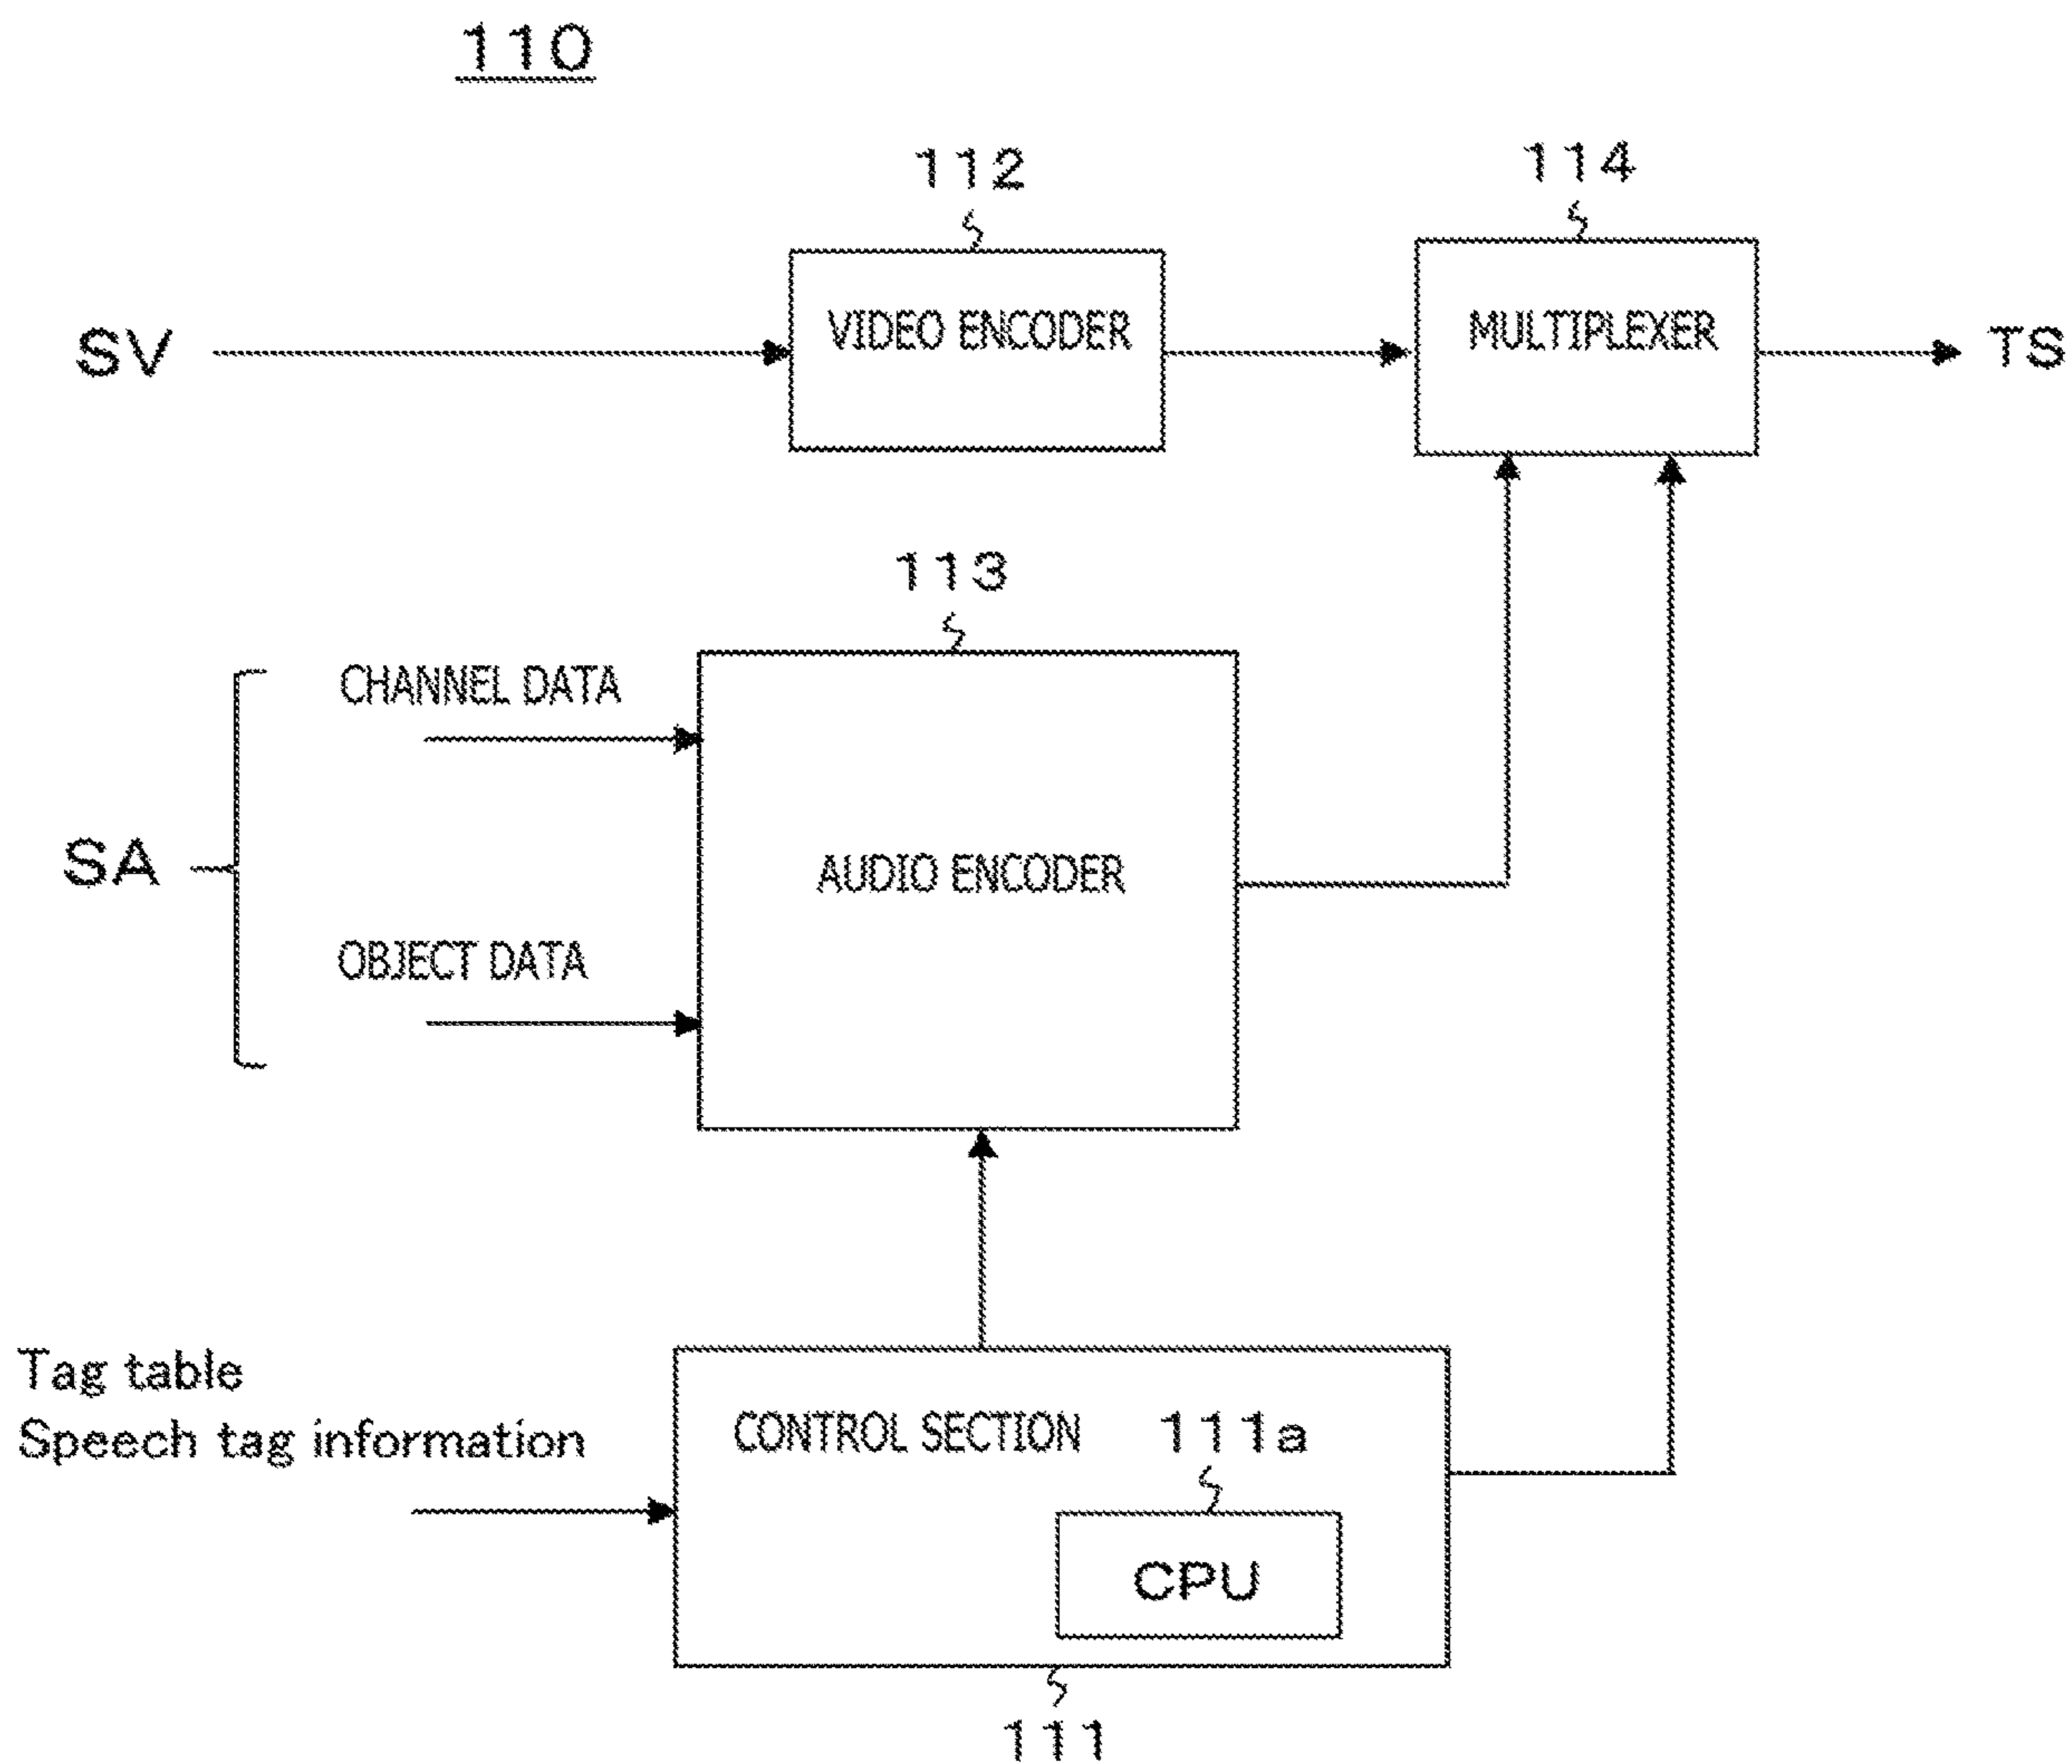 110
112
114
SV
VIDEO ENCODER
MULTIPLEXER
TS
113
CHANNEL DATA
SA
AUDIO ENCODER
OBJECT DATA
Tag table
Speech tag information
CONTROL SECTION
111a
CPU
111